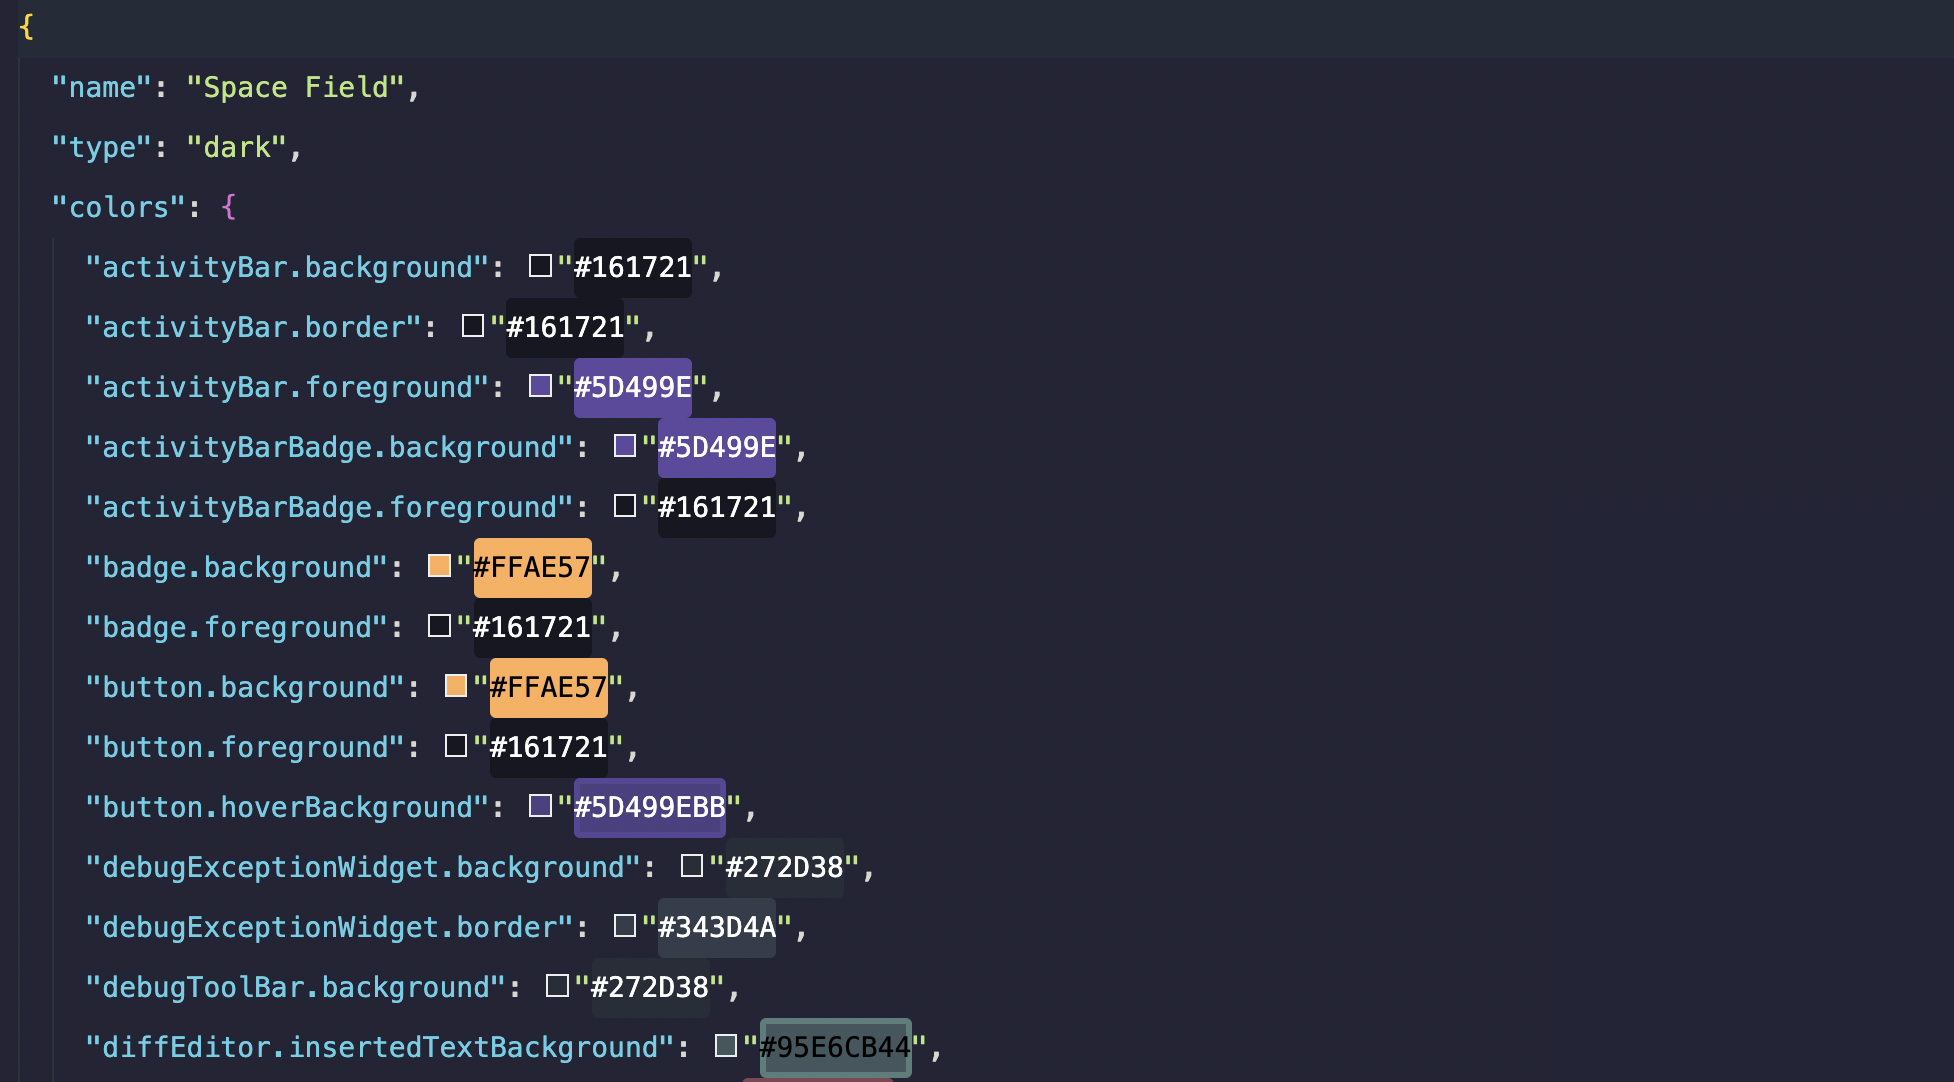 {
"name": "Space Field",
"type": "dark",
"colors": {
"activityBar.background": "#161721",
"activityBar.border": "#161721",
"activityBar.foreground": "#5D499E",
"activityBarBadge.background": "#5D499E",
"activityBarBadge.foreground": "#161721",
"badge.background": "#FFAE57",
"badge.foreground": "#161721",
"button.background": "#FFAE57",
"button.foreground": "#161721",
"button.hoverBackground": "#5D499EBB",
"debugExceptionWidget.background": "#272D38",
"debugExceptionWidget.border": "#343D4A",
"debugToolBar.background": "#272D38",
"diffEditor.insertedTextBackground": "#95E6CB44",